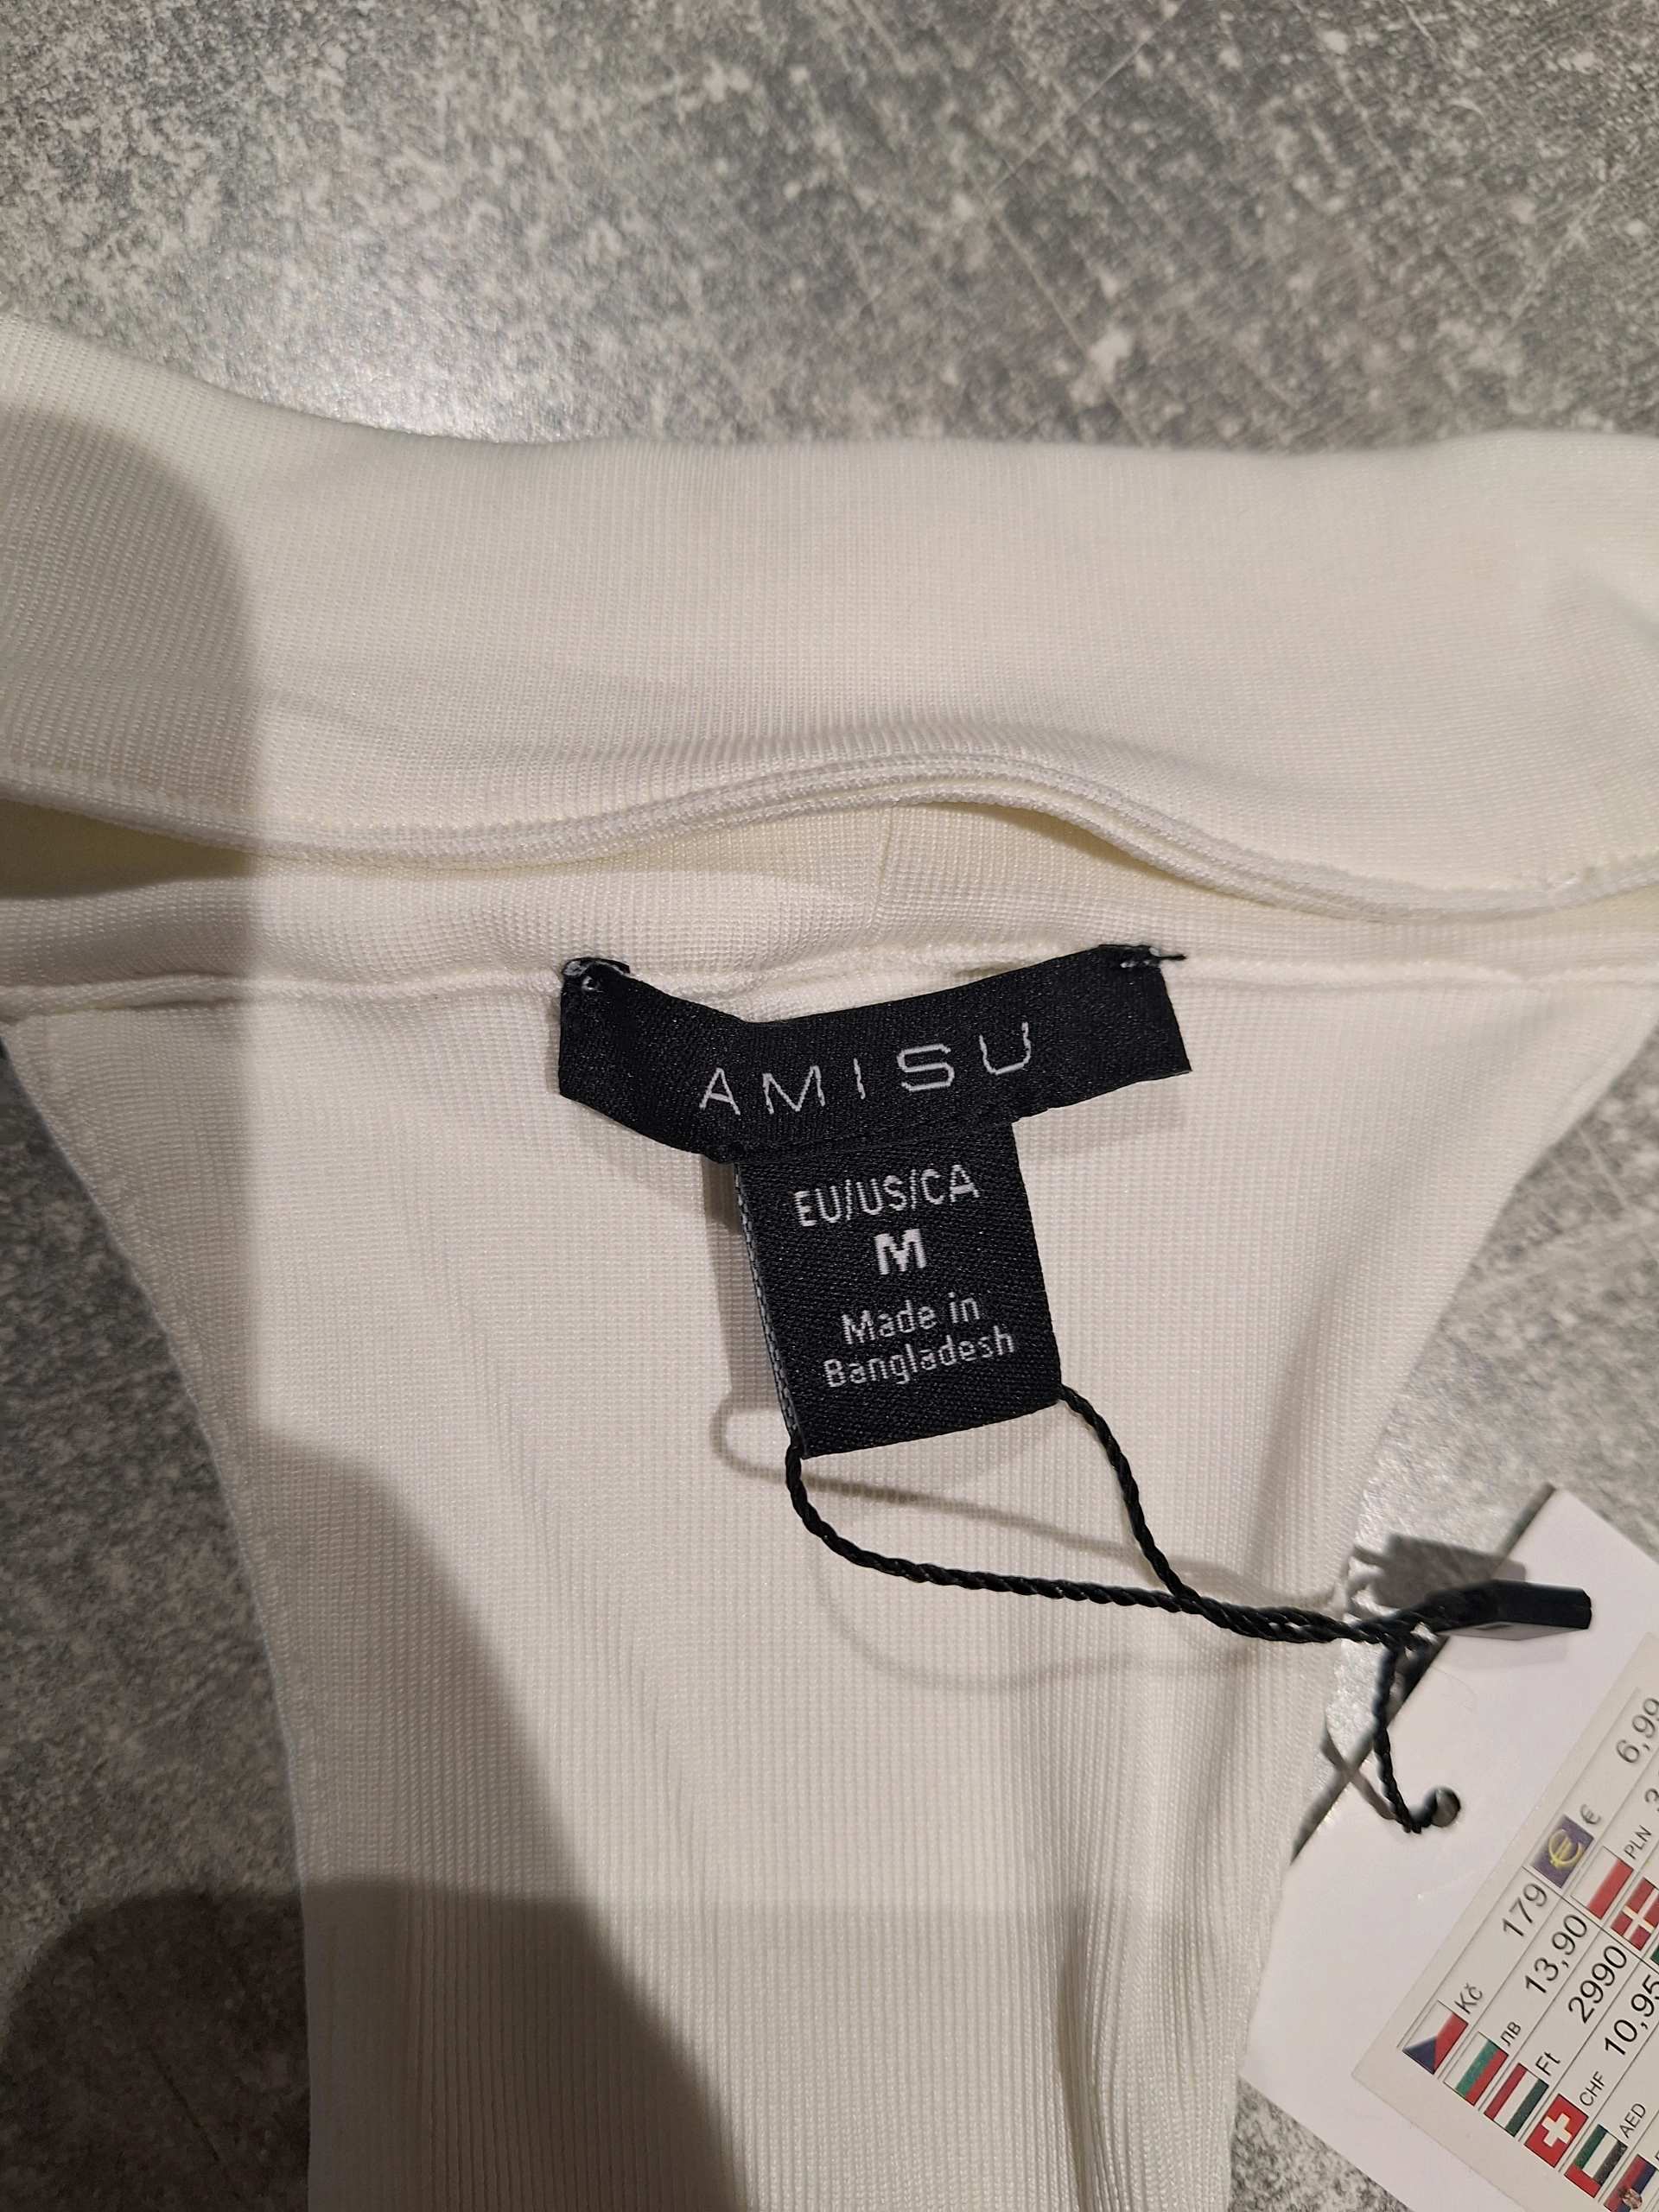 AMISU
EU/US/CA
M
Made in
Bangladesh
Kč 179 € 6,99
лв 13,90 PLN
Ft 2990
CHF 10,95
AED